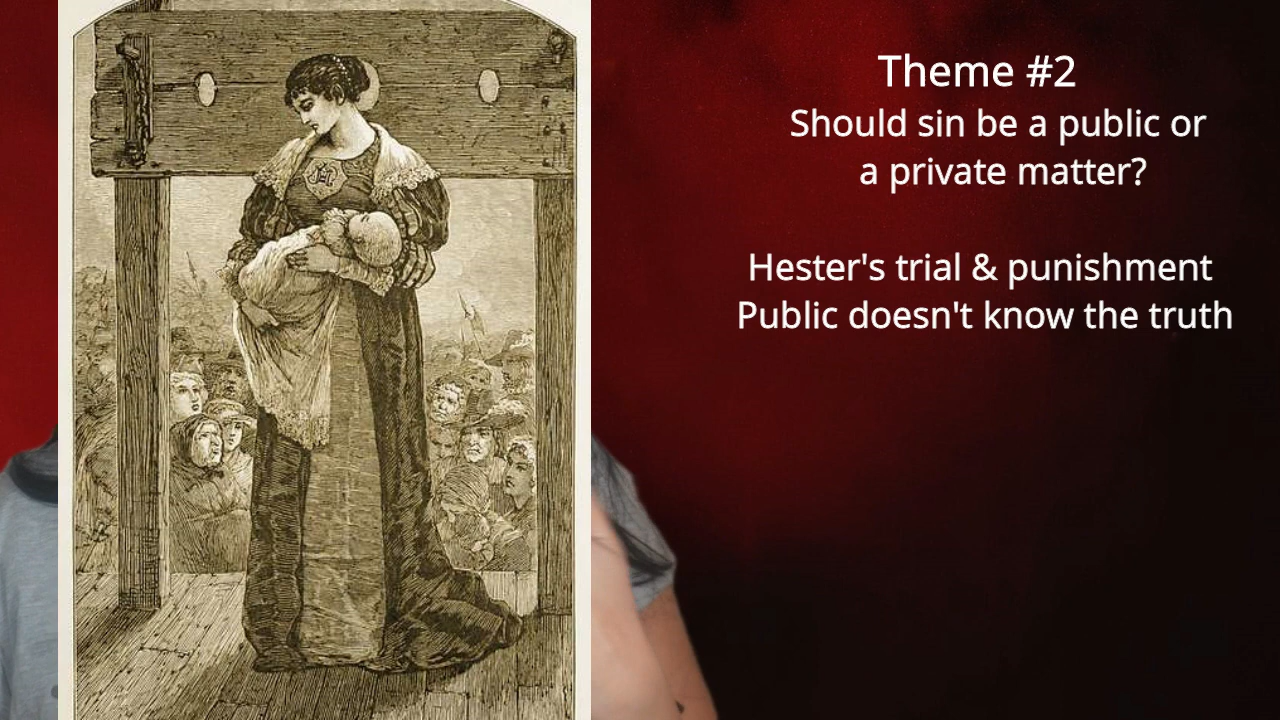 Theme #2
Should sin be a public or
a private matter?
Hester's trial & punishment
Public doesn't know the truth